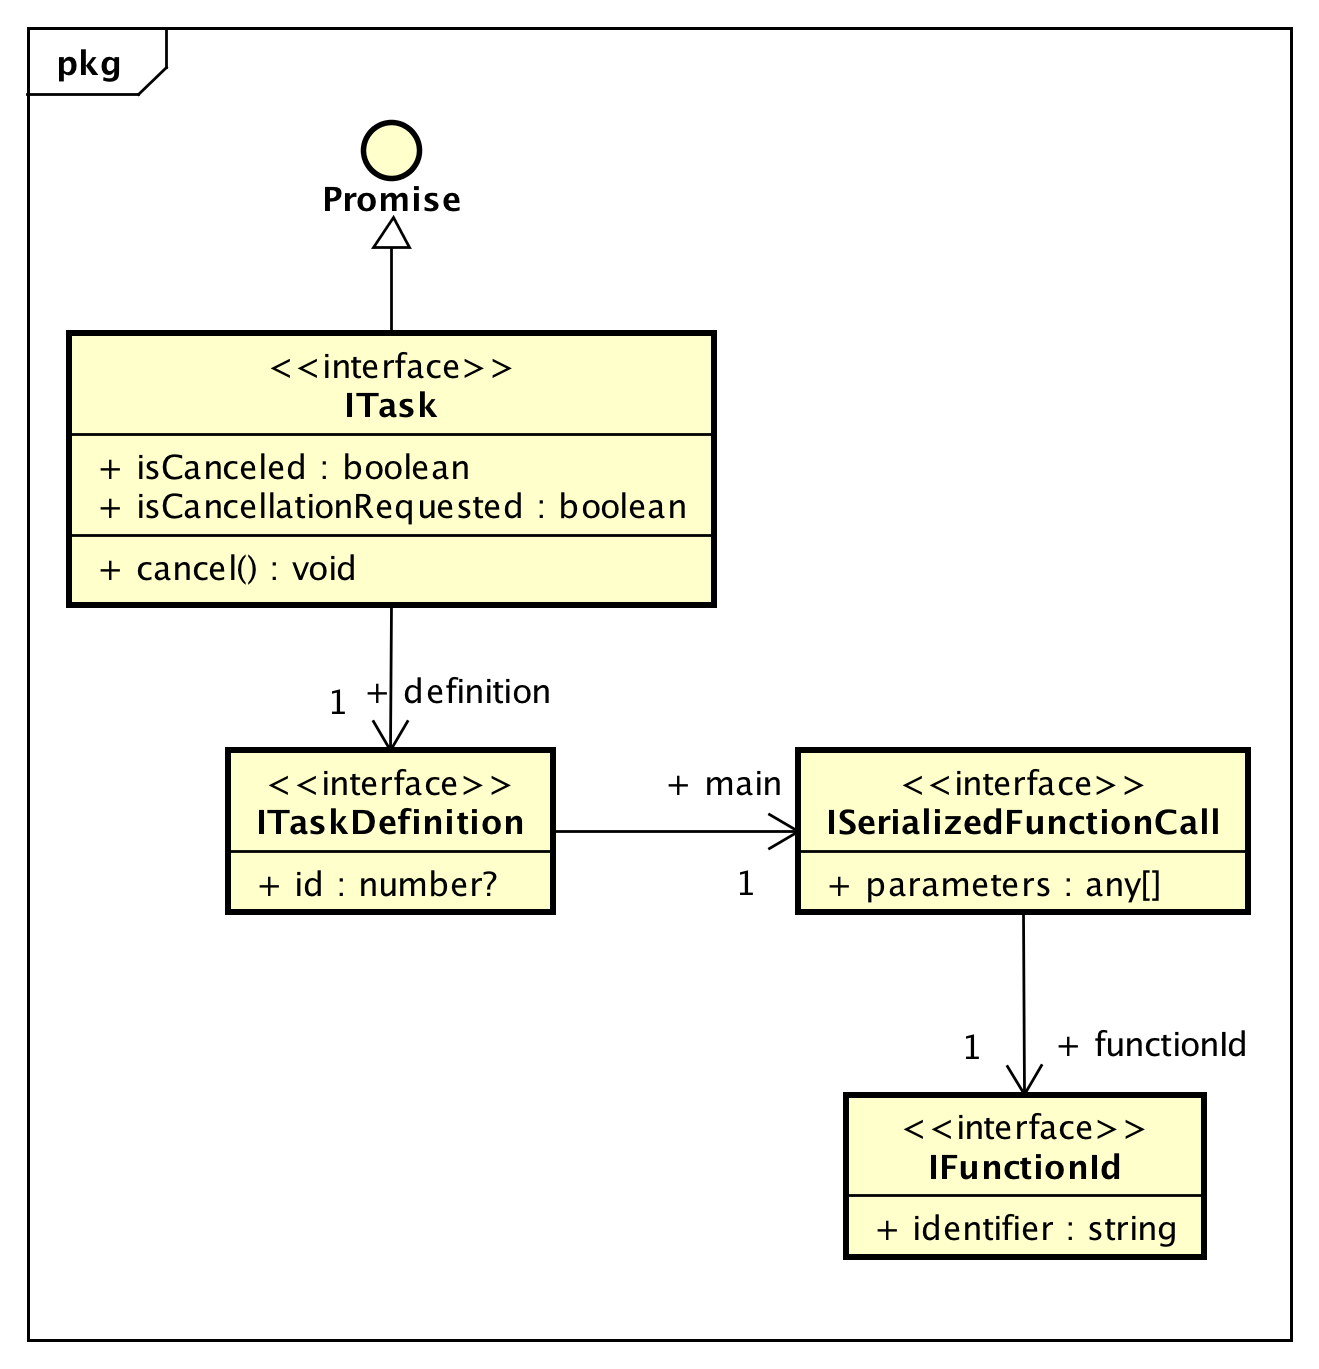 pkg
Promise
<<interface>>
ITask
+ isCanceled : boolean
+ isCancellationRequested : boolean
+ cancel() : void
1 + definition
<<interface>>
ITaskDefinition
+ id : number?
+ main
1
<<interface>>
ISerializedFunctionCall
+ parameters : any[]
1 + functionId
<<interface>>
IFunctionId
+ identifier : string